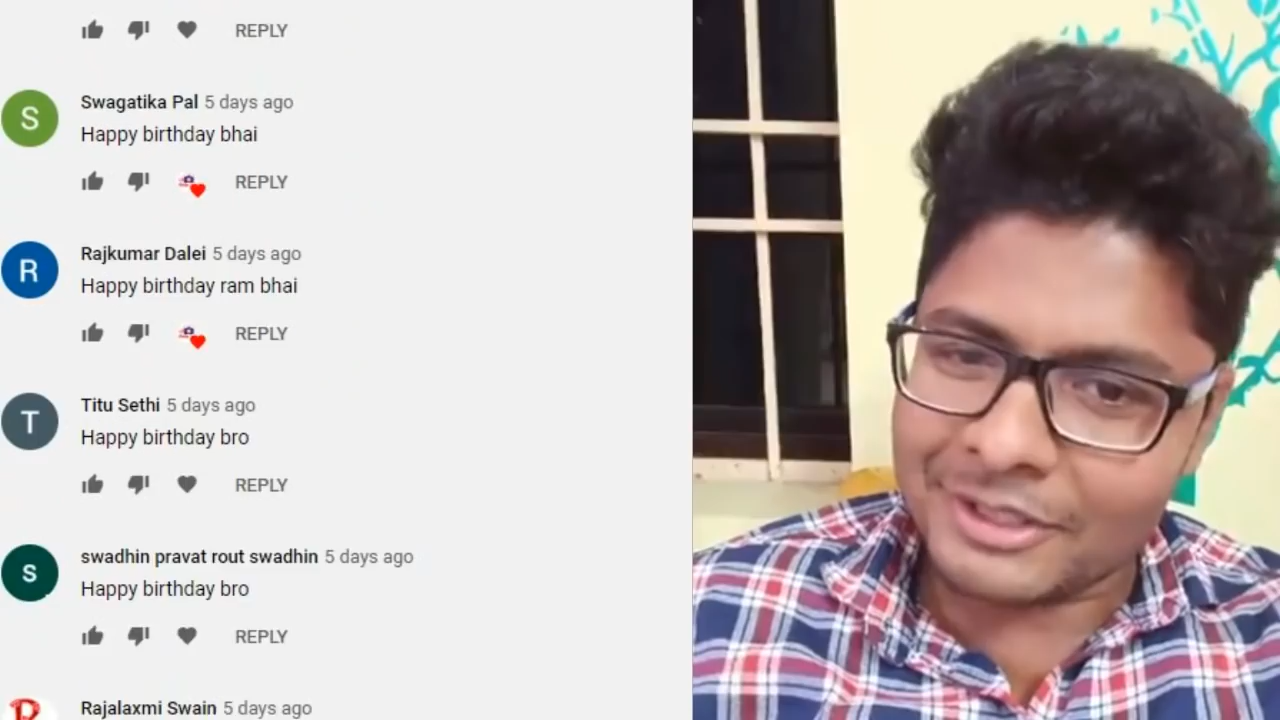 REPLY
S
Swagatika Pal 5 days ago
Happy birthday bhai
REPLY
R
Rajkumar Dalei 5 days ago
Happy birthday ram bhai
REPLY
T
Titu Sethi 5 days ago
Happy birthday bro
REPLY
s
swadhin pravat rout swadhin 5 days ago
Happy birthday bro
REPLY
R
Rajalaxmi Swain 5 days ago